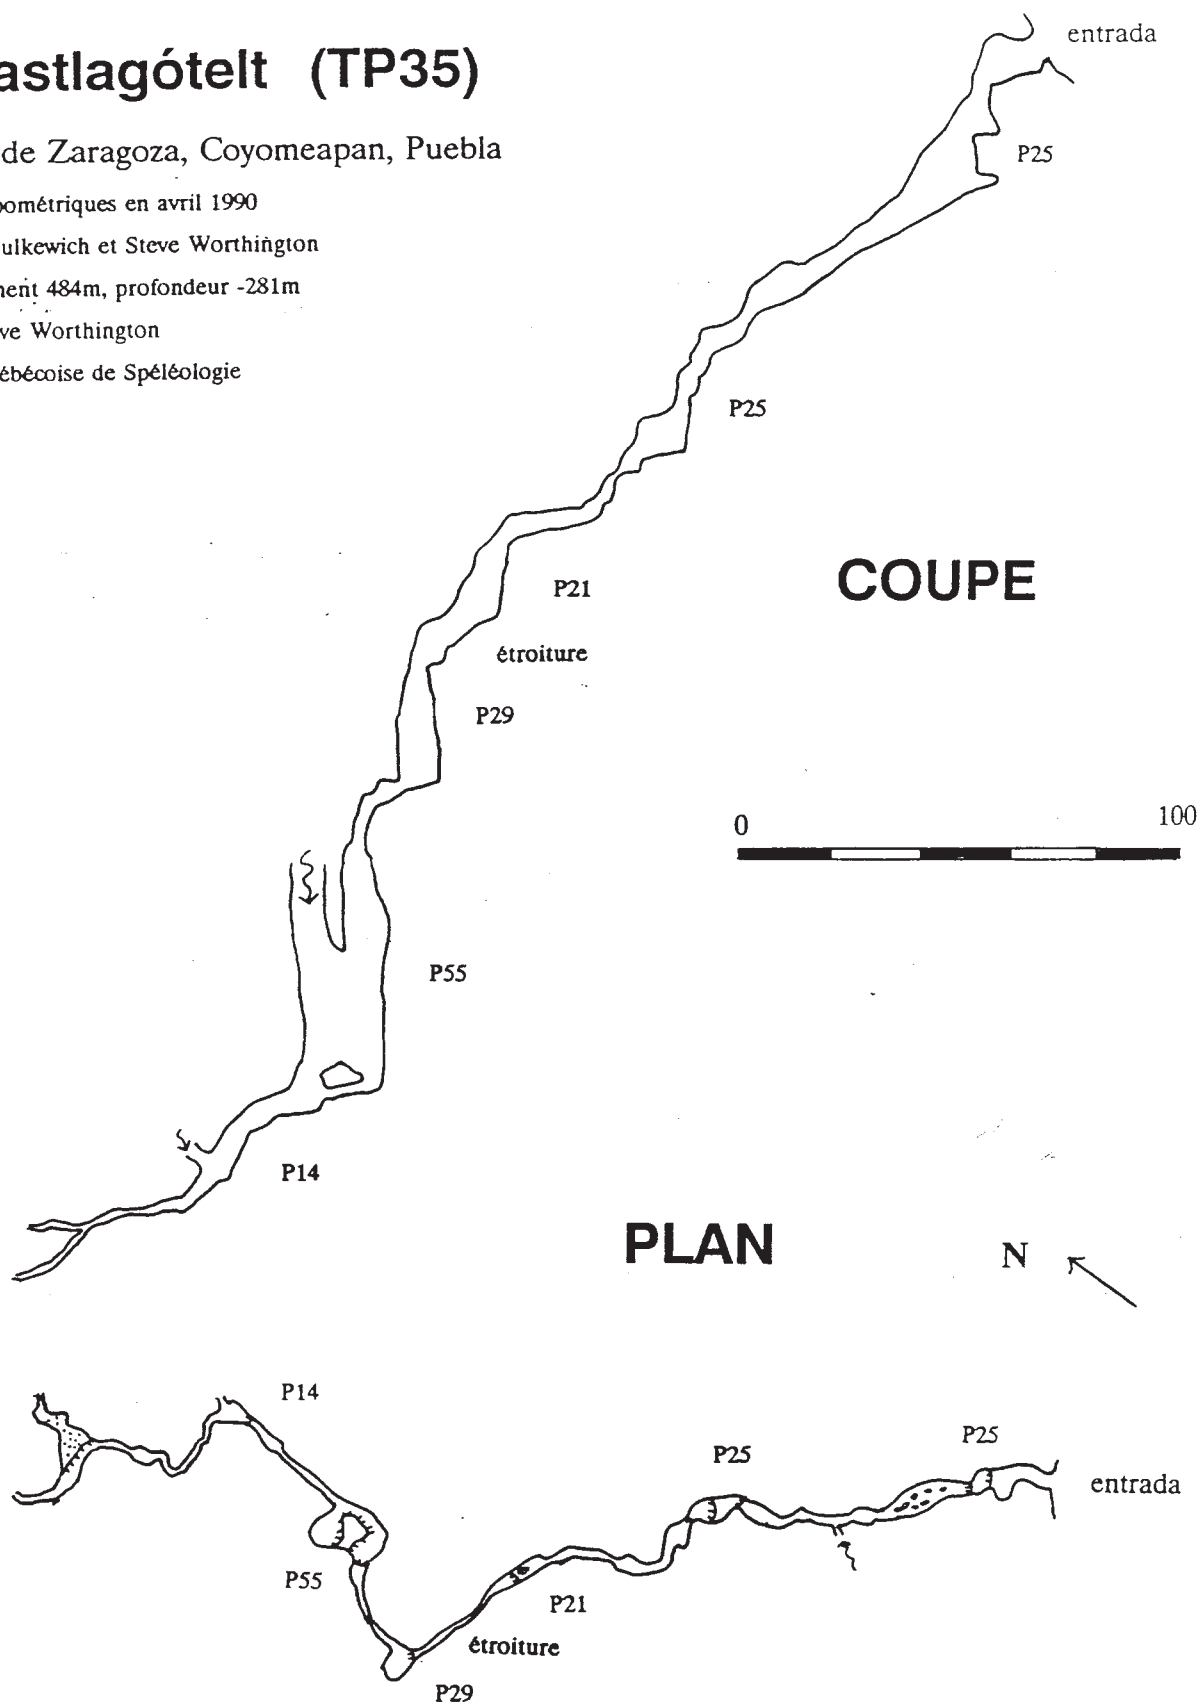 astlagótelt (TP35)
de Zaragoza, Coyomeapan, Puebla
ométriques en avril 1990
ulkewich et Steve Worthington
ent 484m, profondeur -281m
ve Worthington
ébécoise de Spéléologie
entrada
P25
P25
P21
étroiture
P29
COUPE
0 100
P55
P14
PLAN
N
P14
P25
P25
entrada
P55
P21
étroiture
P29